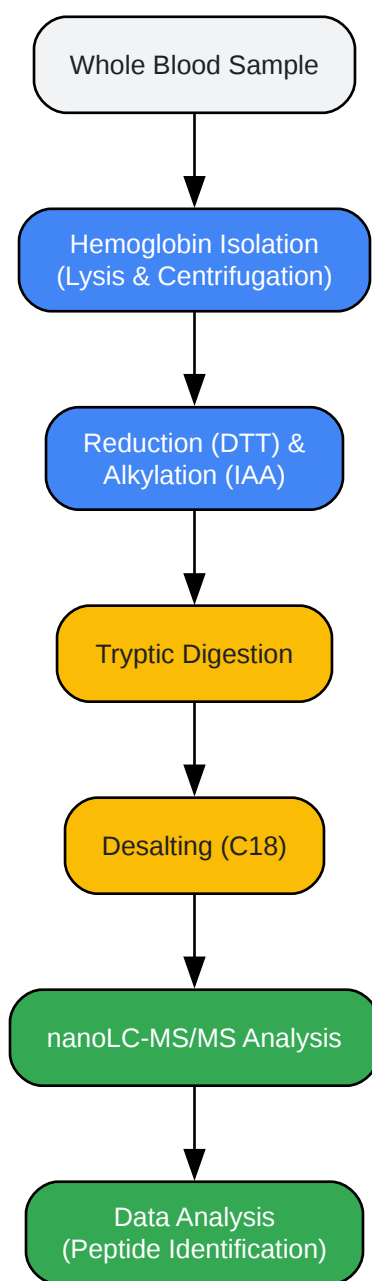 Whole Blood Sample
Hemoglobin Isolation
(Lysis & Centrifugation)
Reduction (DTT) &
Alkylation (IAA)
Tryptic Digestion
Desalting (C18)
nanoLC-MS/MS Analysis
Data Analysis
(Peptide Identification)